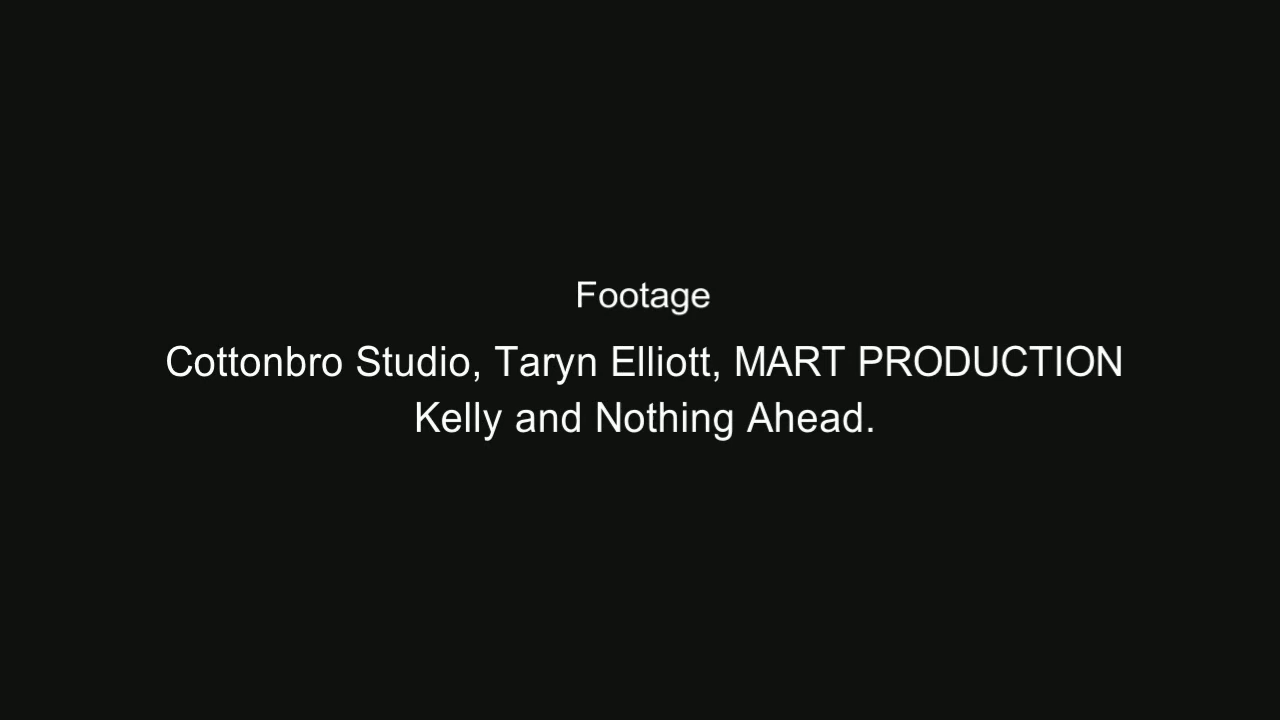 Footage
Cottonbro Studio, Taryn Elliott, MART PRODUCTION
Kelly and Nothing Ahead.